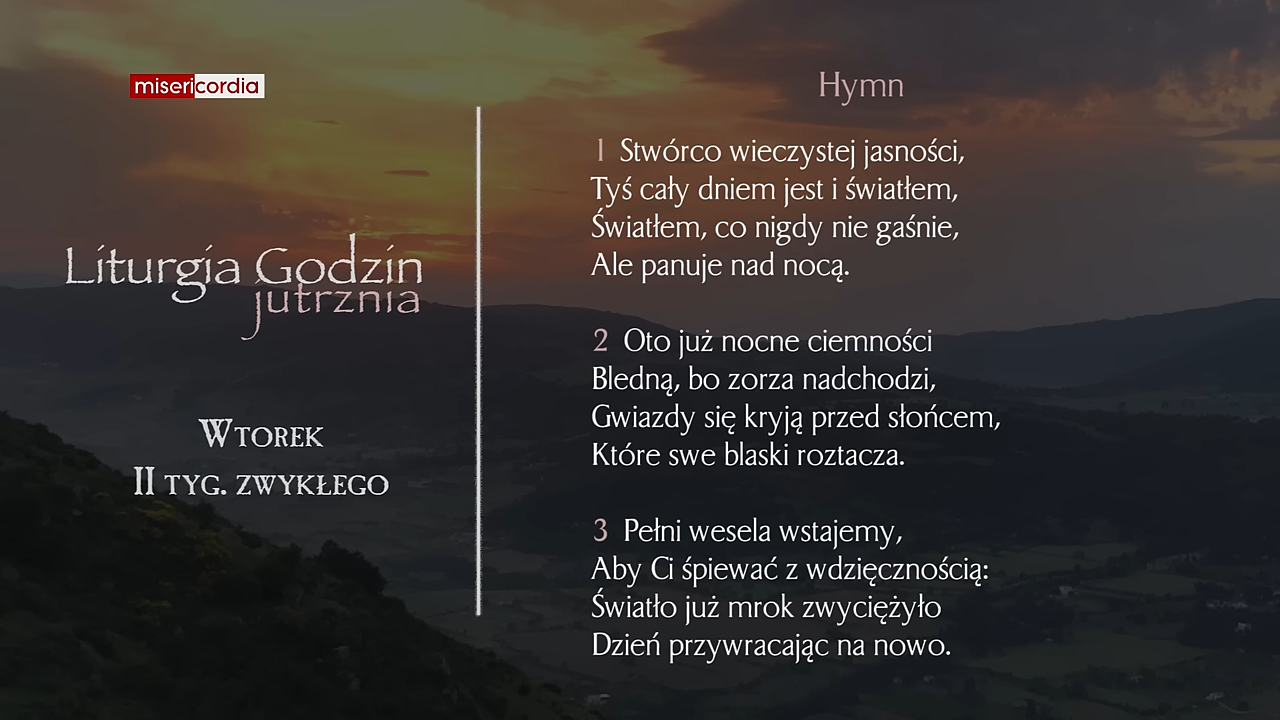 misericordia
Liturgia Godzin
jutrznia
Wtorek
II tyg. zwykłego
Hymn
1 Stwórco wieczystej jasności,
Tyś cały dniem jest i światłem,
Światłem, co nigdy nie gaśnie,
Ale panuje nad nocą.
2 Oto już nocne ciemności
Bledną, bo zorza nadchodzi,
Gwiazdy się kryją przed słońcem,
Które swe blaski roztacza.
3 Pełni wesela wstajemy,
Aby Ci śpiewać z wdzięcznością:
Światło już mrok zwyciężyło
Dzień przywracając na nowo.